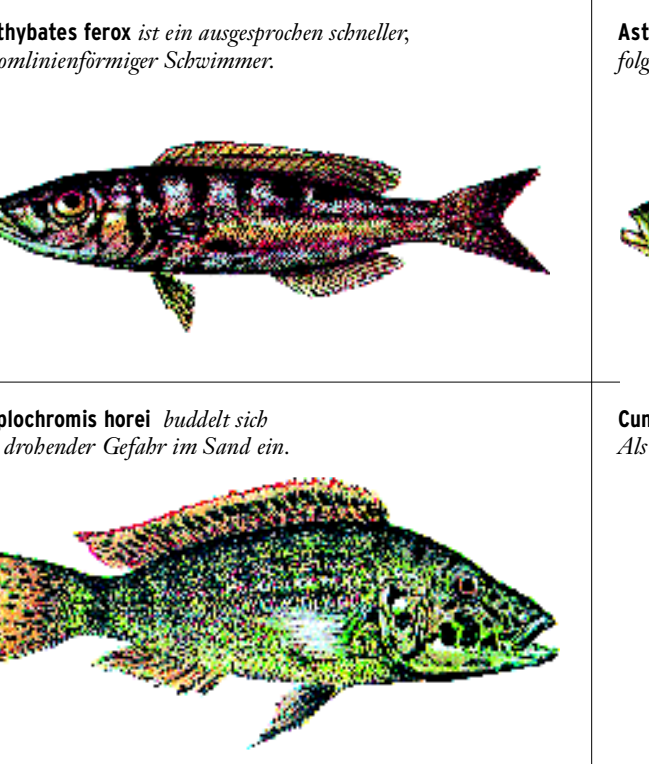 thybates ferox ist ein ausgesprochen schneller,
omlinienförmiger Schwimmer.
Ast
folg
plochromis horei buddelt sich
drohender Gefahr im Sand ein.
Cun
Als